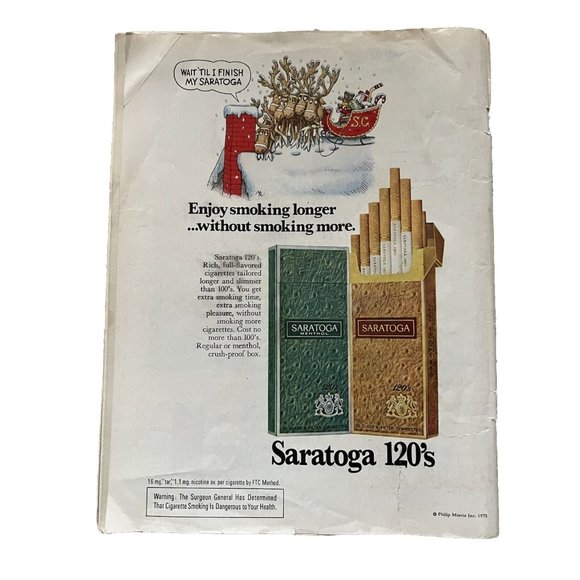 WAIT 'TIL I FINISH
MY SARATOGA
S.C.
Enjoy smoking longer
...without smoking more.
Saratoga 120's.
Rich, full-flavored
cigarettes tailored
longer and slimmer
than 100's. You get
extra smoking time,
extra smoking
pleasure, without
smoking more
cigarettes. Cost no
more than 100's.
Regular or menthol,
crush-proof box.
SARATOGA
MENTHOL
120's
SARATOGA
120's
Saratoga 120's
16 mg."tar,"1.1 mg. nicotine av. per cigarette by FTC Method.
Warning: The Surgeon General Has Determined
That Cigarette Smoking Is Dangerous to Your Health.
© Philip Morris Inc. 1975